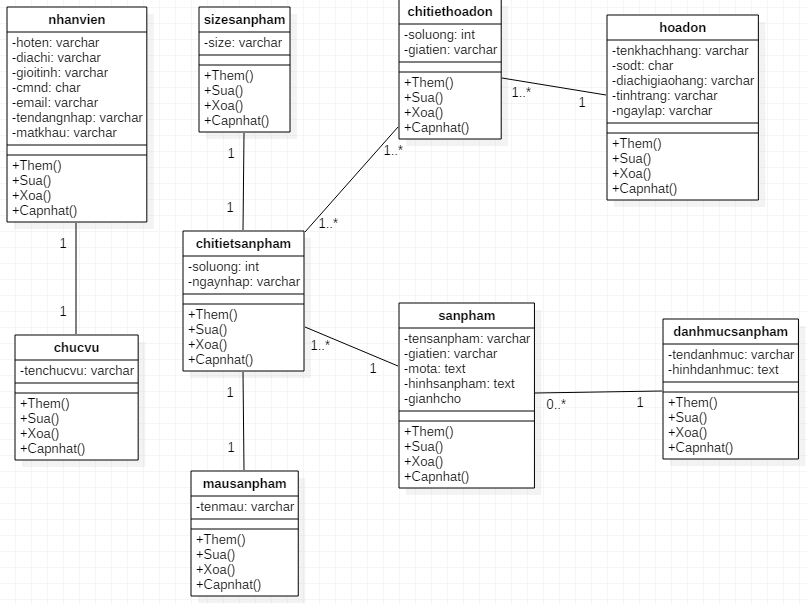 nhanvien
-hoten: varchar
-diachi: varchar
-gioitinh: varchar
-cmnd: char
-email: varchar
-tendangnhap: varchar
-matkhau: varchar
+Them()
+Sua()
+Xoa()
+Capnhat()
1
1
chucvu
-tenchucvu: varchar
+Them()
+Sua()
+Xoa()
+Capnhat()
sizesanpham
-size: varchar
+Them()
+Sua()
+Xoa()
+Capnhat()
1
1
chitietsanpham
-soluong: int
-ngaynhap: varchar
+Them()
+Sua()
+Xoa()
+Capnhat()
1
1
mausanpham
-tenmau: varchar
+Them()
+Sua()
+Xoa()
+Capnhat()
chitiethoadon
-soluong: int
-giatien: varchar
+Them()
+Sua()
+Xoa()
+Capnhat()
1..*
1..*
1..*
1
hoadon
-tenkhachhang: varchar
-sodt: char
-diachigiaohang: varchar
-tinhtrang: varchar
-ngaylap: varchar
+Them()
+Sua()
+Xoa()
+Capnhat()
1..*
1
sanpham
-tensanpham: varchar
-giatien: varchar
-mota: text
-hinhsanpham: text
-gianhcho
+Them()
+Sua()
+Xoa()
+Capnhat()
0..*
1
danhmucsanpham
-tendanhmuc: varchar
-hinhdanhmuc: text
+Them()
+Sua()
+Xoa()
+Capnhat()